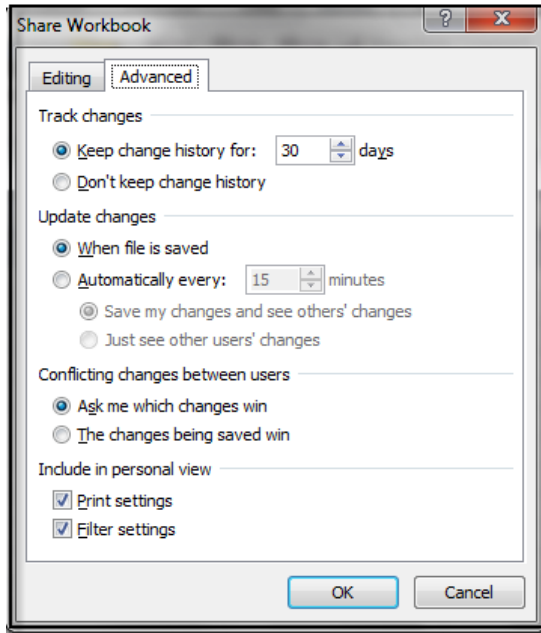 Share Workbook
Editing Advanced
Track changes
Keep change history for: 30 days
Don't keep change history
Update changes
When file is saved
Automatically every: 15 minutes
Save my changes and see others' changes
Just see other users' changes
Conflicting changes between users
Ask me which changes win
The changes being saved win
Include in personal view
Print settings
Filter settings
OK Cancel